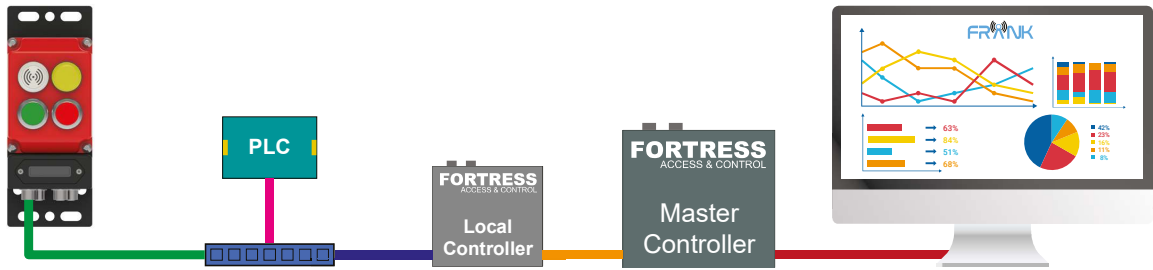 PLC
FORTRESS
ACCESS & CONTROL
Local
Controller
FORTRESS
ACCESS & CONTROL
Master
Controller
FRANK
63%
84%
51%
68%
42%
23%
16%
11%
8%